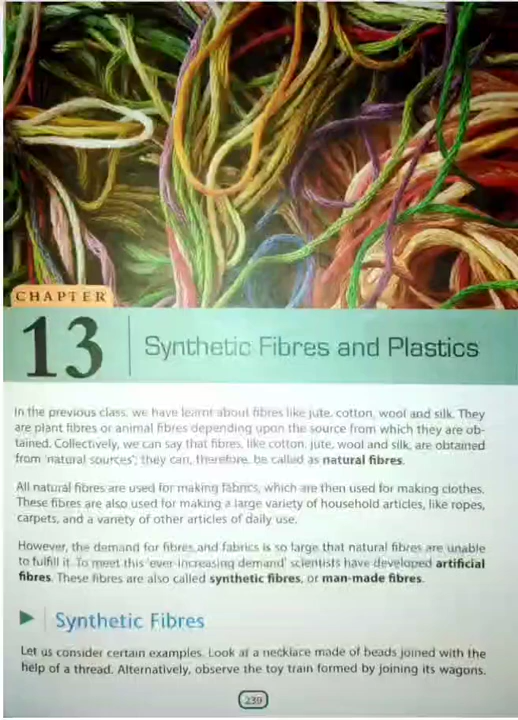 CHAPTER
13
Synthetic Fibres and Plastics
In the previous class, we have learnt about fibres like jute, cotton, wool and silk. They
are plant fibres or animal fibres depending upon the source from which they are ob-
tained. Collectively, we can say that fibres, like cotton, jute, wool and silk, are obtained
from 'natural sources'; they can, therefore, be called as natural fibres.
All natural fibres are used for making fabrics, which are then used for making clothes.
These fibres are also used for making a large variety of household articles, like ropes,
carpets, and a variety of other articles of daily use.
However, the demand for fibres and fabrics is so large that natural fibres are unable
to fulfill it. To meet this 'ever-increasing demand' scientists have developed artificial
fibres. These fibres are also called synthetic fibres, or man-made fibres.
Synthetic Fibres
Let us consider certain examples. Look at a necklace made of beads joined with the
help of a thread. Alternatively, observe the toy train formed by joining its wagons.
239